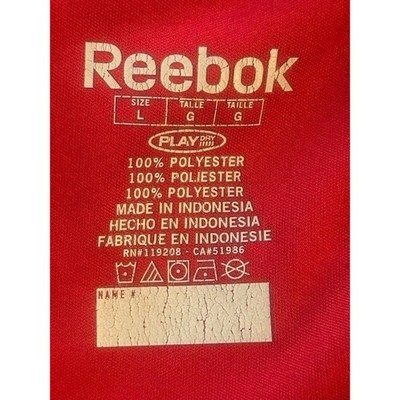 Reebok
SIZE TALLE TAILLE
L G G
PLAY DRY
100% POLYESTER
100% POLIESTER
100% POLYESTER
MADE IN INDONESIA
HECHO EN INDONESIA
FABRIQUE EN INDONESIE
RN#119208 - CA#51986
NAME #